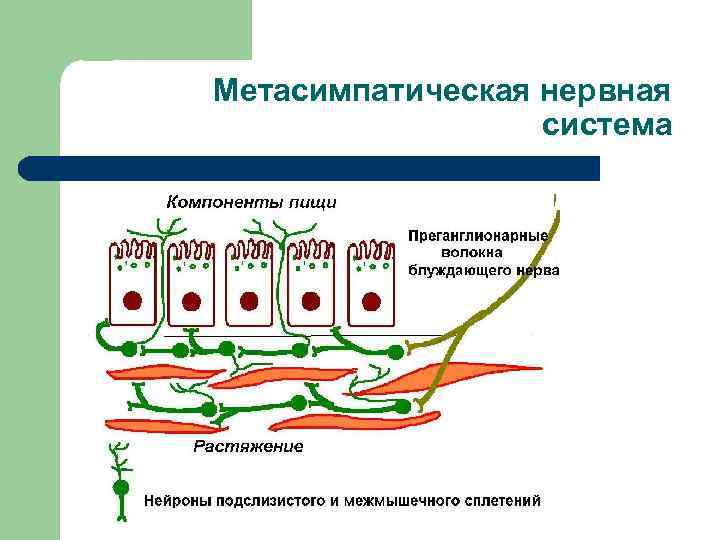 Метасимпатическая нервная
система
Компоненты пищи
Преганглионарные
волокна
блуждающего нерва
Растяжение
Нейроны подслизистого и межмышечного сплетений